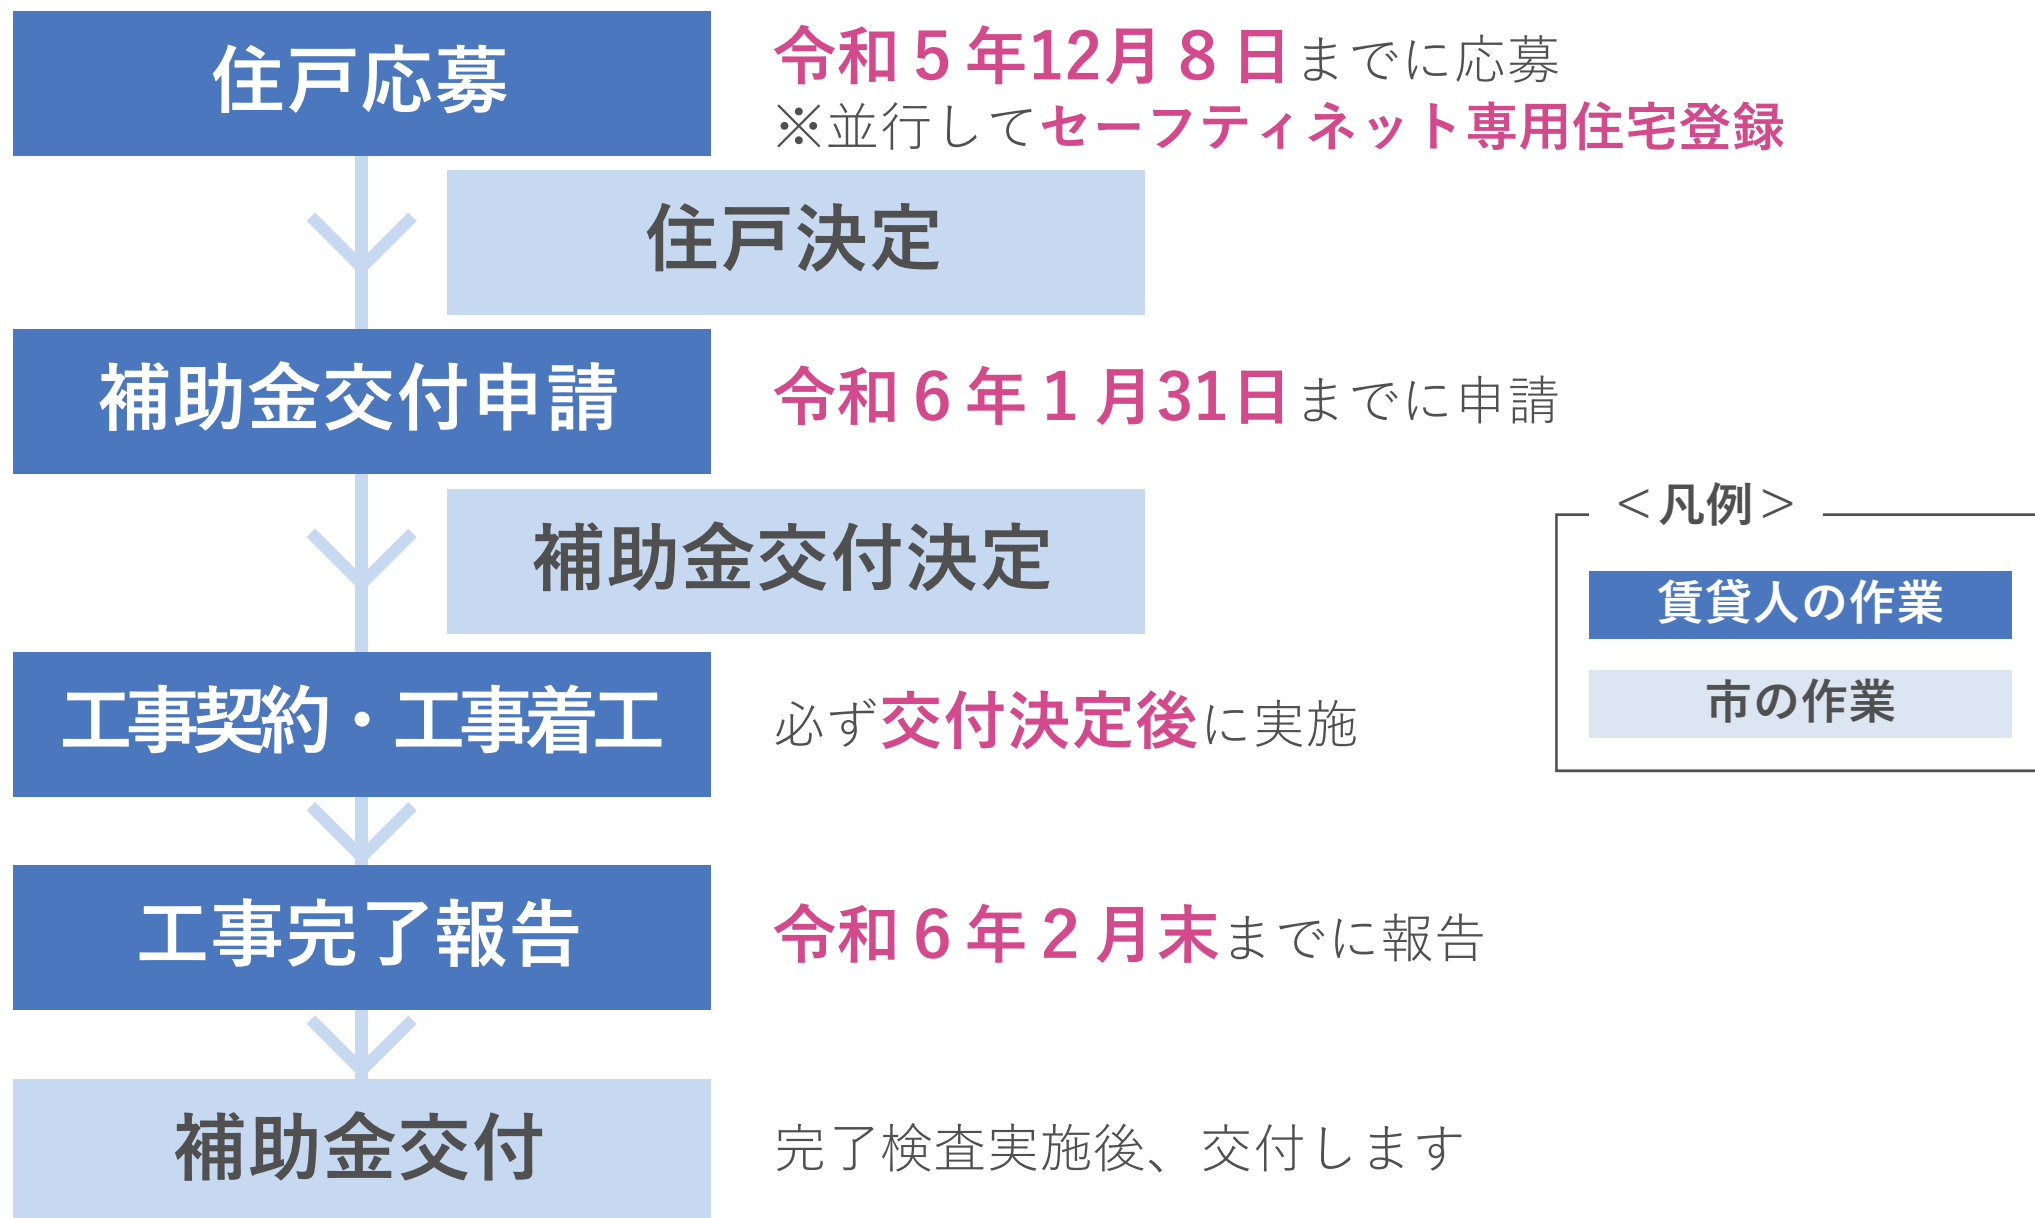 住戸応募
令和５年12月８日までに応募
※並行してセーフティネット専用住宅登録
住戸決定
補助金交付申請
令和６年１月31日までに申請
補助金交付決定
＜凡例＞
賃貸人の作業
市の作業
工事契約・工事着工
必ず交付決定後に実施
工事完了報告
令和６年２月末までに報告
補助金交付
完了検査実施後、交付します